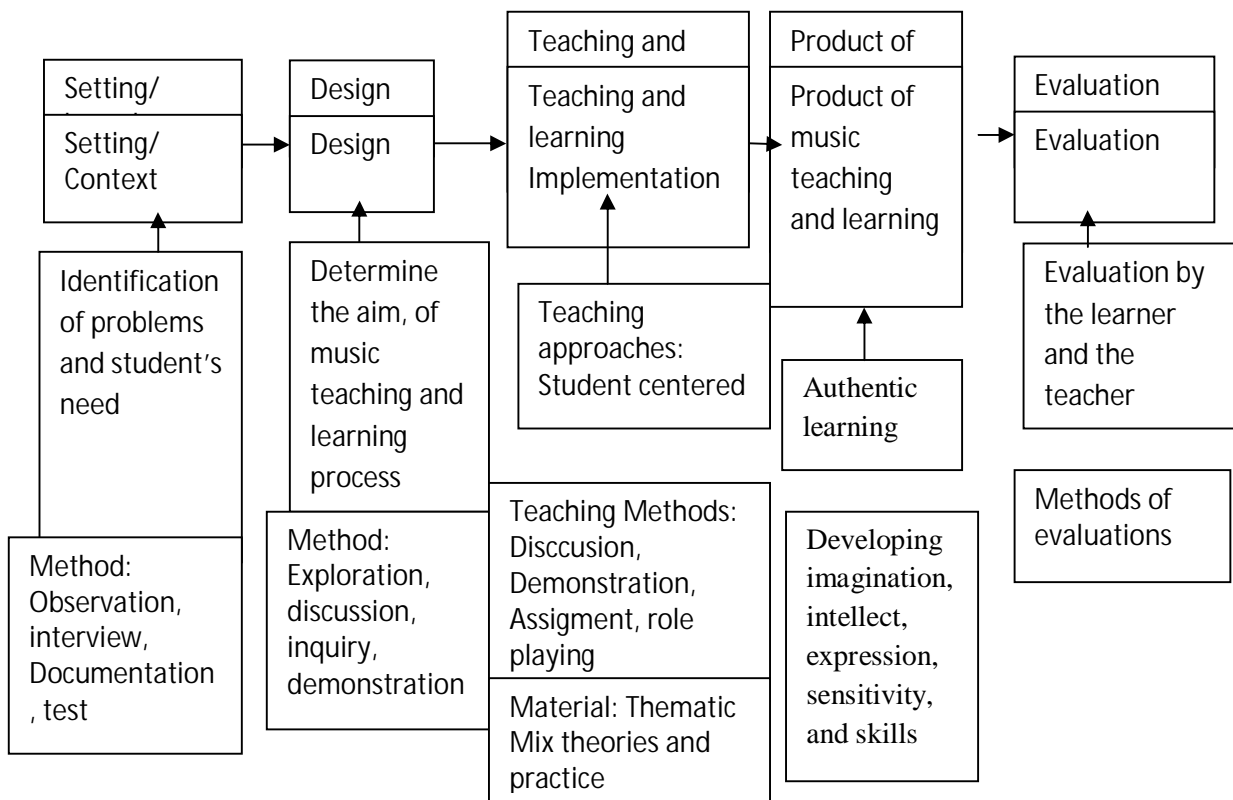 Setting/
Setting/
Context
Identification
of problems
and student's
need
Method:
Observation,
interview,
Documentation
, test
Design
Design
Determine
the aim, of
music
teaching and
learning
process
Method:
Exploration,
discussion,
inquiry,
demonstration
Teaching and
Teaching and
learning
Implementation
Teaching
approaches:
Student centered
Teaching Methods:
Disccusion,
Demonstration,
Assigment, role
playing
Material: Thematic
Mix theories and
practice
Product of
Product of
music
teaching
and learning
Authentic
learning
Developing
imagination,
intellect,
expression,
sensitivity,
and skills
Evaluation
Evaluation
Evaluation by
the learner
and the
teacher
Methods of
evaluations